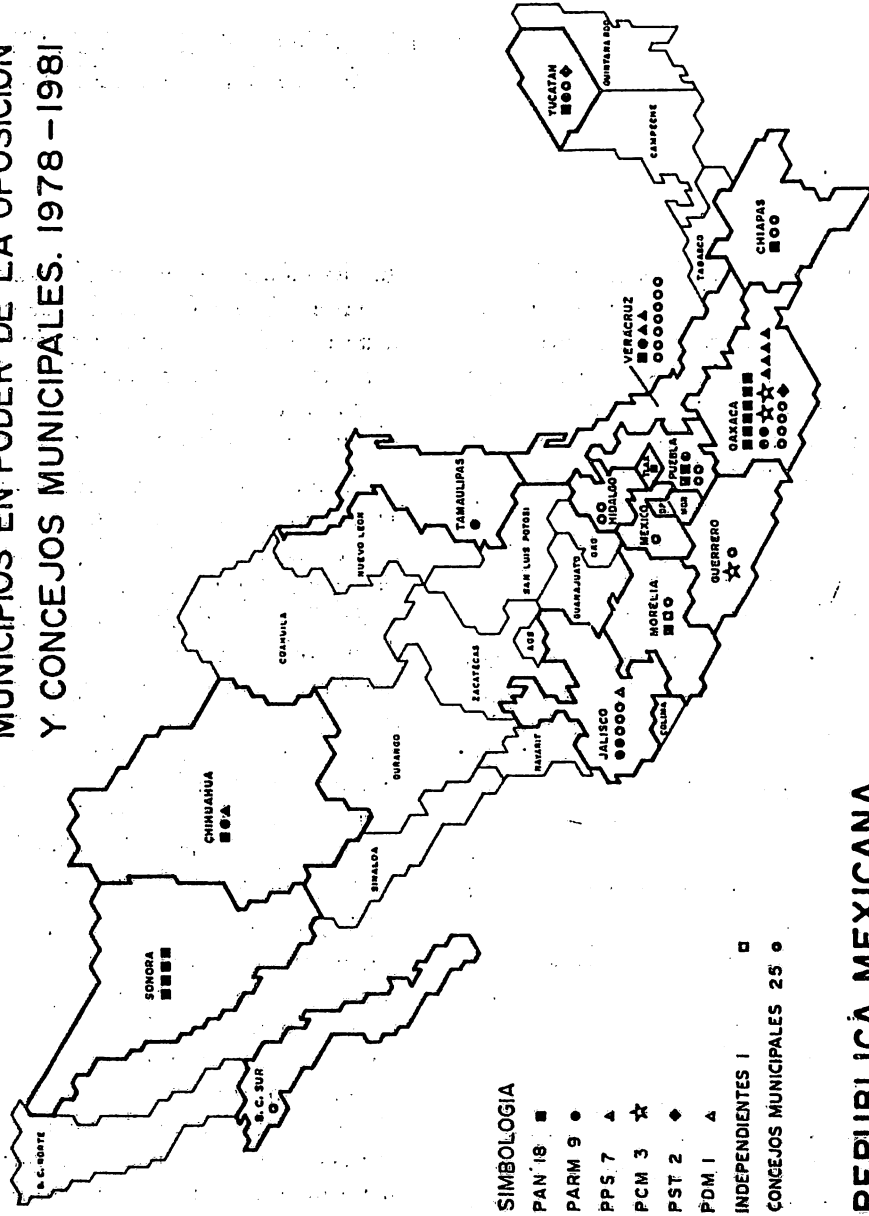 MUNICIPIOS EN PODER DE LA OPOSICION
Y CONCEJOS MUNICIPALES. 1978-1981
B.C. NORTE
SONORA
CHIHUAHUA
COAHUILA
B.C. SUR
SINALOA
DURANGO
NUEVO LEON
TAMAULIPAS
ZACATECAS
SAN LUIS POTOSI
NAYARIT
AGS
JALISCO
GUANAJUATO
QRO
HIDALGO
COLIMA
MORELIA
MEXICO
DF
TLAX
MOR
PUEBLA
VERACRUZ
GUERRERO
OAXACA
TABASCO
CHIAPAS
CAMPECHE
YUCATAN
QUINTANA ROO
SIMBOLOGIA
PAN 18
PARM 9
PPS 7
PCM 3
PST 2
PDM 1
INDEPENDIENTES 1
CONCEJOS MUNICIPALES 25
REPUBLICA MEXICANA